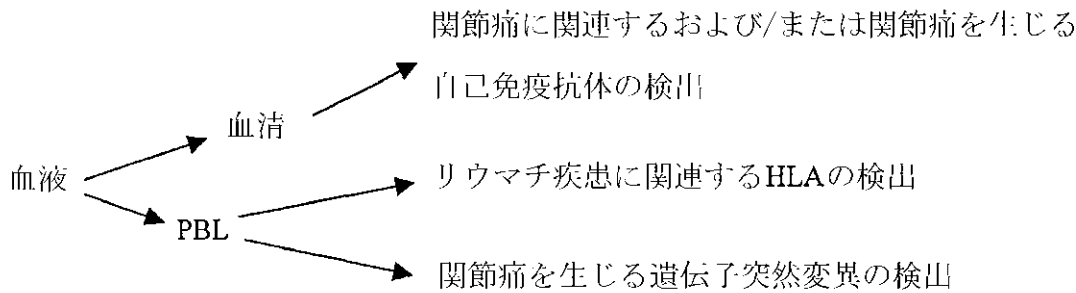 関節痛に関連するおよび/または関節痛を生じる
自己免疫抗体の検出
血清
血液
リウマチ疾患に関連するHLAの検出
PBL
関節痛を生じる遺伝子突然変異の検出